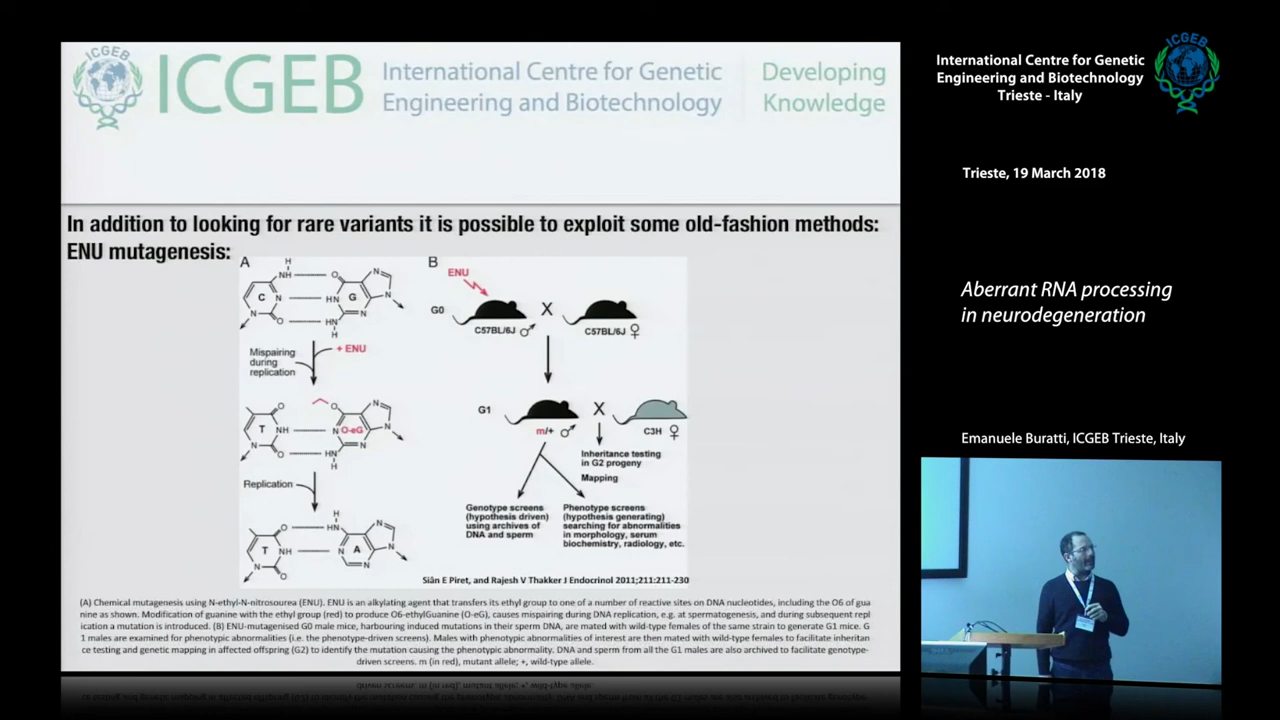 ICGEB
ICGEB
International Centre for Genetic
Engineering and Biotechnology
Developing
Knowledge
In addition to looking for rare variants it is possible to exploit some old-fashion methods:
ENU mutagenesis:
A
H
NH
O
N
C
N
HN
G
N
N
O
HN
N
H
Mispairing
during
replication
+ ENU
O
O
N
T
NH
N
O-eG
N
N
O
HN
N
H
Replication
H
O
HN
N
T
NH
N
A
N
N
O
N
B
ENU
G0
X
C57BL/6J ♂
C57BL/6J ♀
G1
X
m/+ ♂
C3H ♀
Inheritance testing
in G2 progeny
Mapping
Genotype screens
(hypothesis driven)
using archives of
DNA and sperm
Phenotype screens
(hypothesis generating)
searching for abnormalities
in morphology, serum
biochemistry, radiology, etc.
Siân E Piret, and Rajesh V Thakker J Endocrinol 2011;211:211-230
(A) Chemical mutagenesis using N-ethyl-N-nitrosourea (ENU). ENU is an alkylating agent that transfers its ethyl group to one of a number of reactive sites on DNA nucleotides, including the O6 of gua
nine as shown. Modification of guanine with the ethyl group (red) to produce O6-ethylGuanine (O-eG), causes mispairing during DNA replication, e.g. at spermatogenesis, and during subsequent repl
ication a mutation is introduced. (B) ENU-mutagenised G0 male mice, harbouring induced mutations in their sperm DNA, are mated with wild-type females of the same strain to generate G1 mice. G
1 males are examined for phenotypic abnormalities (i.e. the phenotype-driven screens). Males with phenotypic abnormalities of interest are then mated with wild-type females to facilitate inheritan
ce testing and genetic mapping in affected offspring (G2) to identify the mutation causing the phenotypic abnormality. DNA and sperm from all the G1 males are also archived to facilitate genotype-
driven screens. m (in red), mutant allele; +, wild-type allele.
International Centre for Genetic
Engineering and Biotechnology
Trieste - Italy
ICGEB
Trieste, 19 March 2018
Aberrant RNA processing
in neurodegeneration
Emanuele Buratti, ICGEB Trieste, Italy